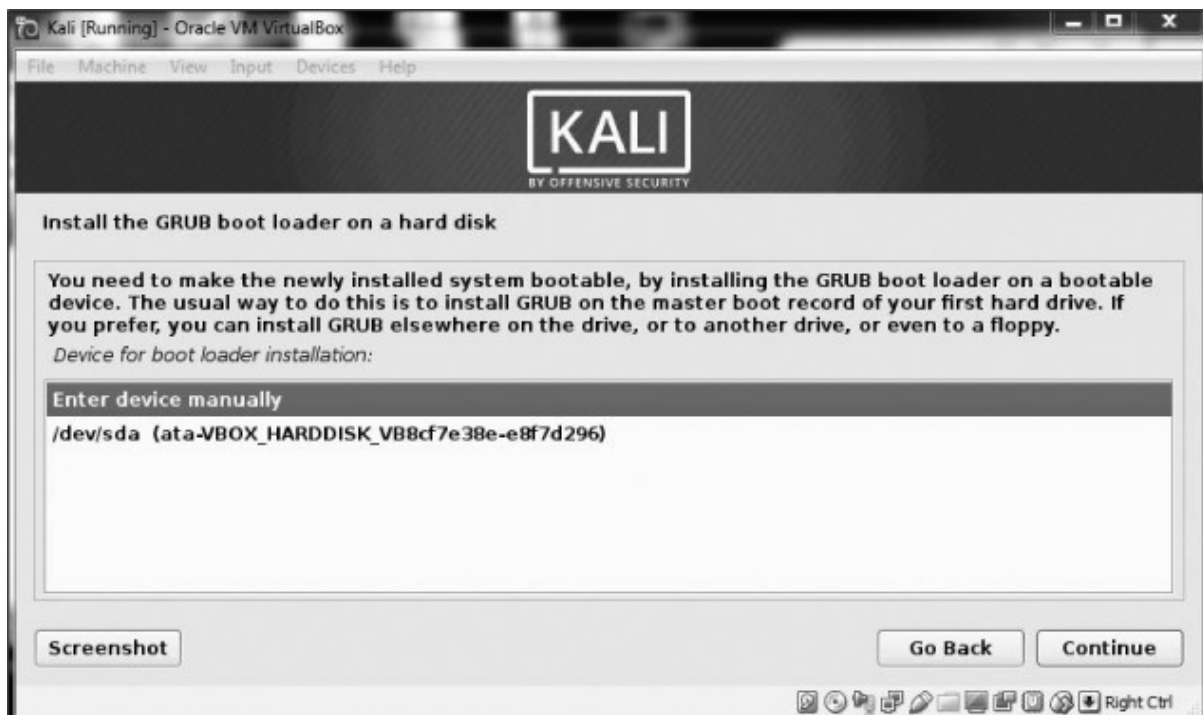 Kali [Running] - Oracle VM VirtualBox
File Machine View Input Devices Help
KALI
BY OFFENSIVE SECURITY
Install the GRUB boot loader on a hard disk
You need to make the newly installed system bootable, by installing the GRUB boot loader on a bootable
device. The usual way to do this is to install GRUB on the master boot record of your first hard drive. If
you prefer, you can install GRUB elsewhere on the drive, or to another drive, or even to a floppy.
Device for boot loader installation:
Enter device manually
/dev/sda (ata-VBOX_HARDDISK_VB8cf7e38e-e8f7d296)
Screenshot
Go Back
Continue
Right Ctrl